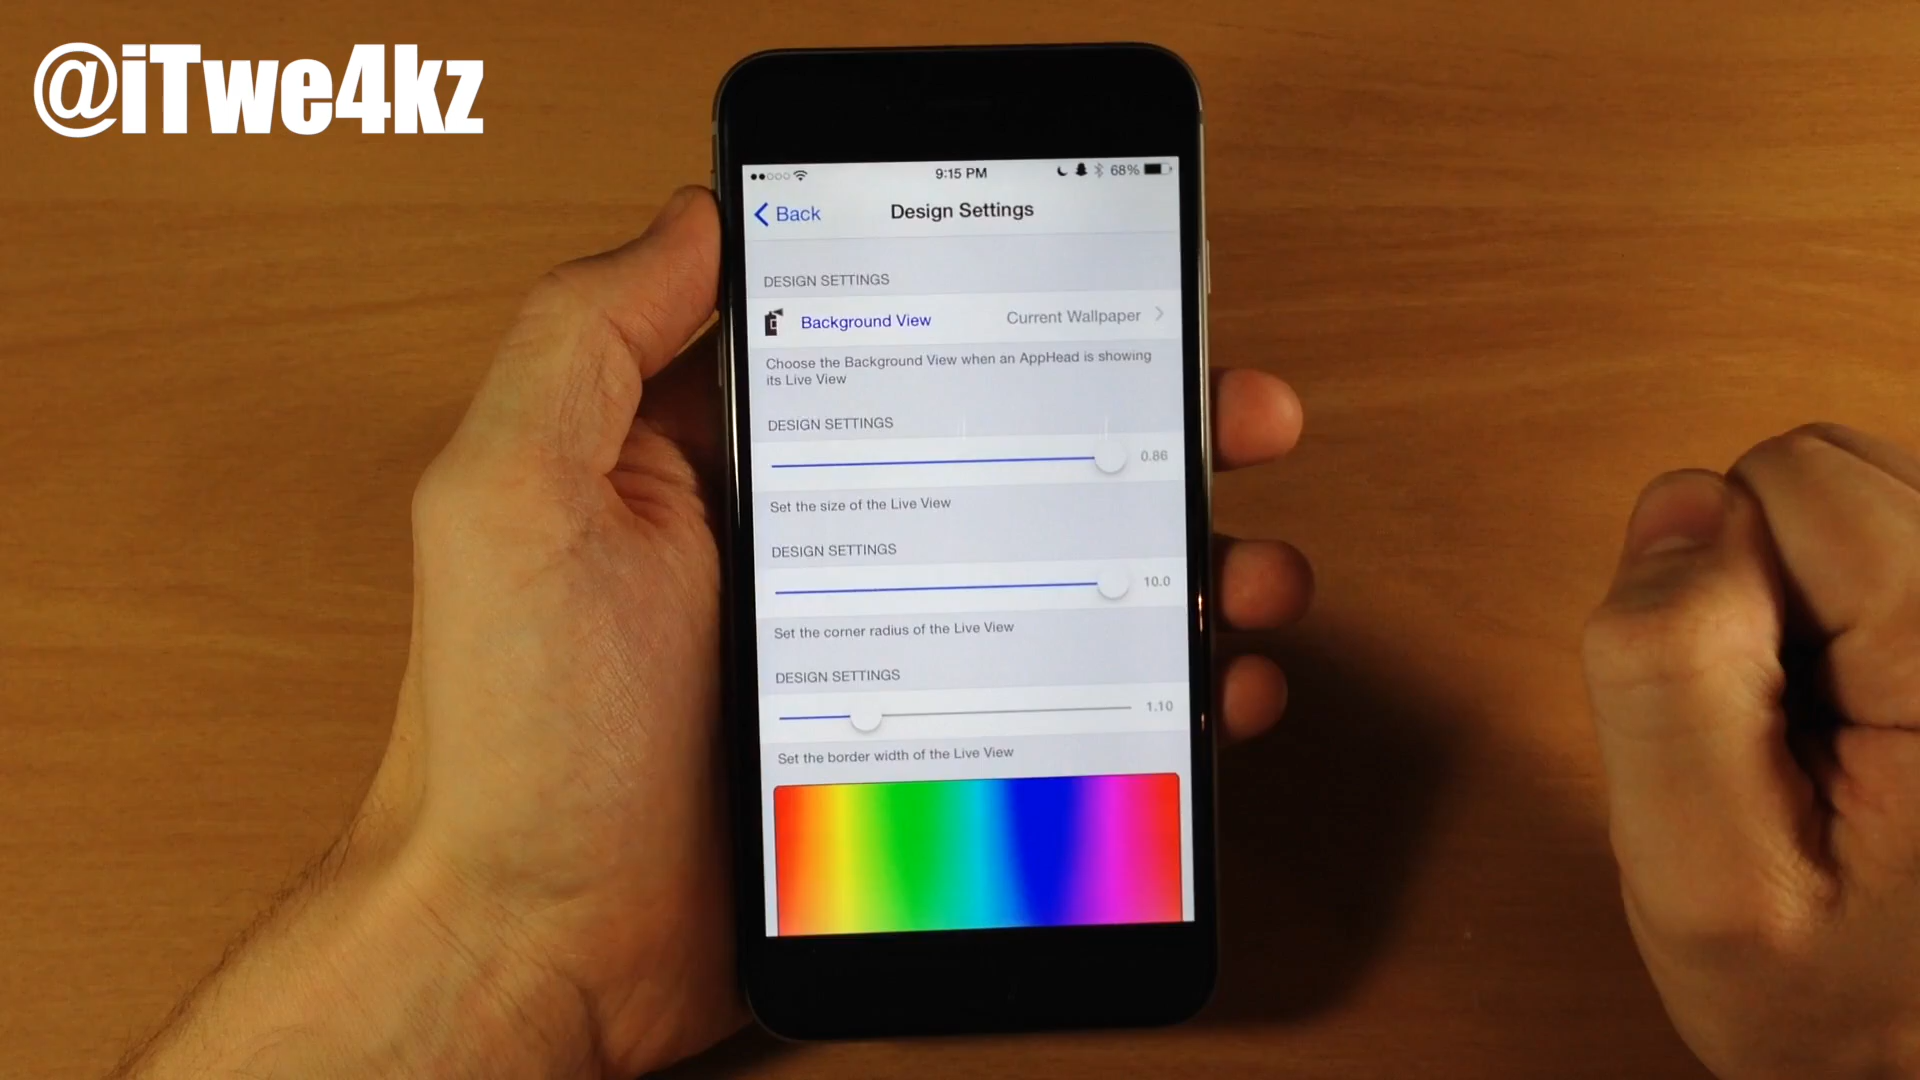 @iTwe4kz
9:15 PM
68%
Back
Design Settings
DESIGN SETTINGS
Background View
Current Wallpaper
Choose the Background View when an AppHead is showing
its Live View
DESIGN SETTINGS
0.86
Set the size of the Live View
DESIGN SETTINGS
10.0
Set the corner radius of the Live View
DESIGN SETTINGS
1.10
Set the border width of the Live View